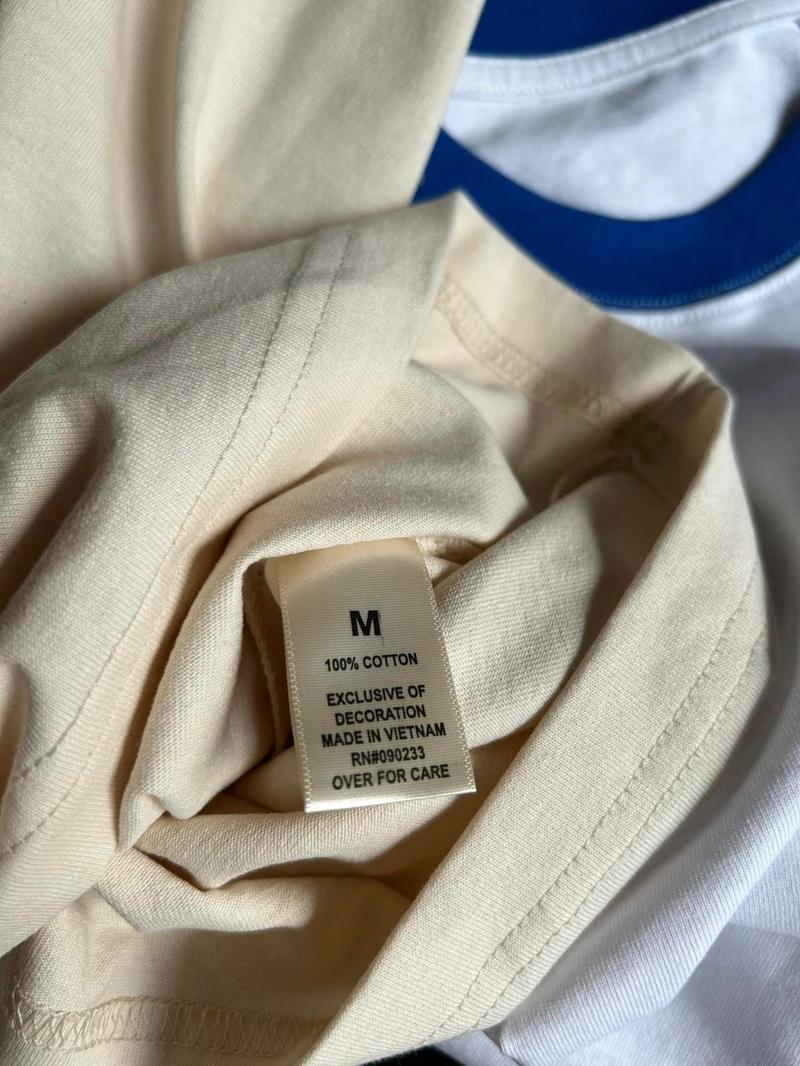 M
100% COTTON
EXCLUSIVE OF
DECORATION
MADE IN VIETNAM
RN#090233
OVER FOR CARE